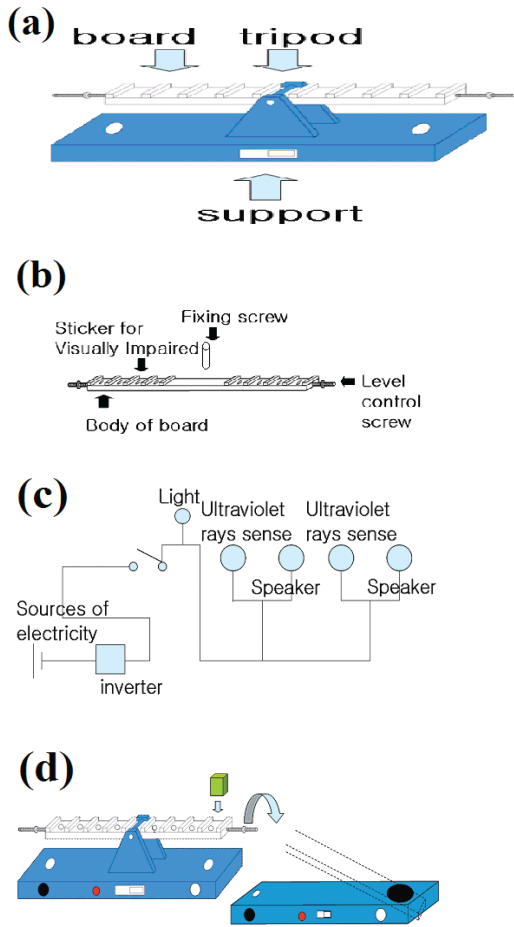 (a)
board tripod
support
(b)
Fixing screw
Sticker for
Visually Impaired
Level
control
screw
Body of board
(c)
Light
Ultraviolet Ultraviolet
rays sense rays sense
Speaker Speaker
Sources of
electricity
inverter
(d)